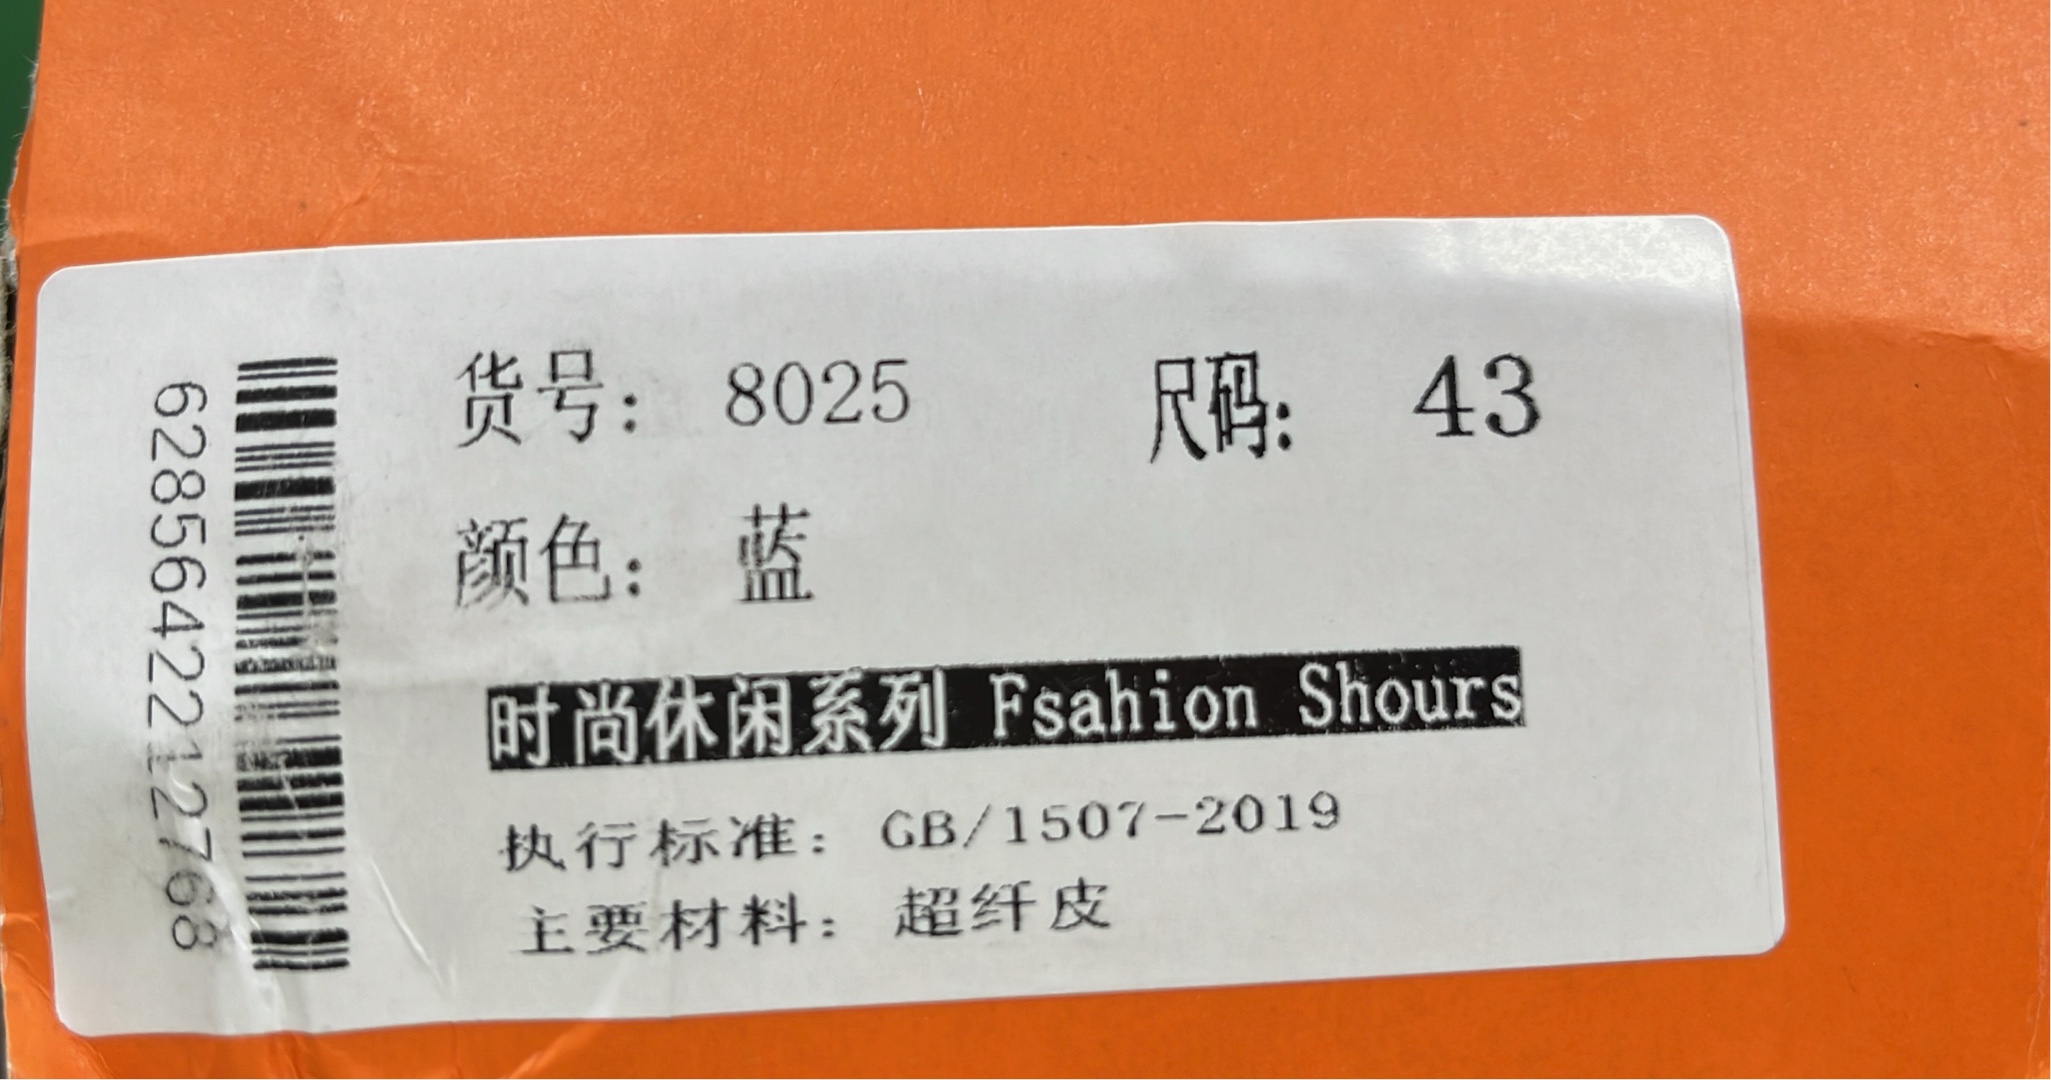 货号: 8025 尺码: 43
颜色: 蓝
时尚休闲系列 Fsahion Shours
执行标准: GB/1507-2019
主要材料: 超纤皮
6285642212768